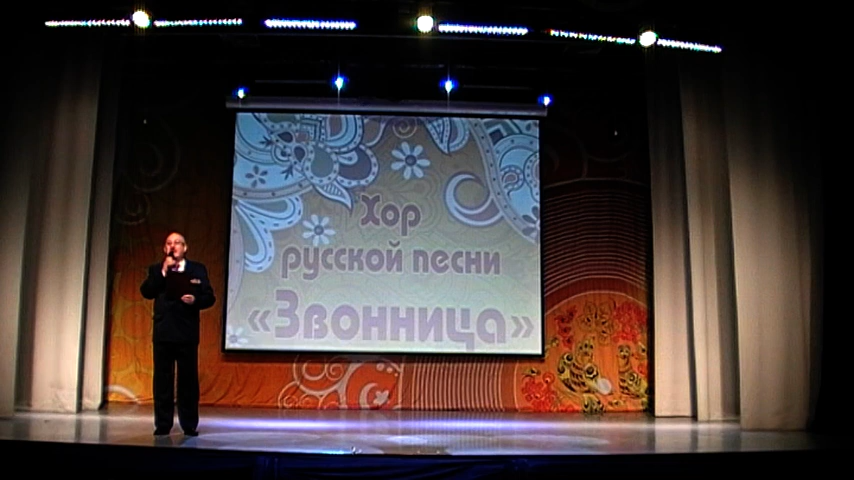 Хор
русской песни
«Звонница»